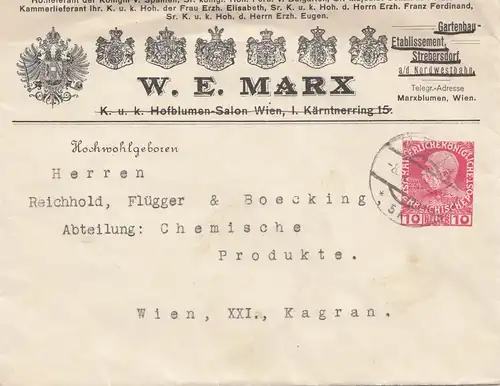 Kammerlieferant Ihr. K. u. k. Hoh. der Frau Erzh. Elisabeth, Sr. K. u. k. Hoh. d. Herrn Erzh. Franz Ferdinand,
Sr. K. u. k. Hoh. d. Herrn Erzh. Eugen.
Gartenbau-
Etablissement,
Strebersdorf
a/d Nordwestbahn.
Telegr.-Adresse
Marxblumen, Wien.
W. E. MARX
K. u. k. Hofblumen-Salon Wien, I. Kärntnerring 15.
Hochwohlgeboren
Herren
Reichhold, Flügger & Boecking
Abteilung: Chemische
Produkte.
Wien, XXI., Kagran.
10 10